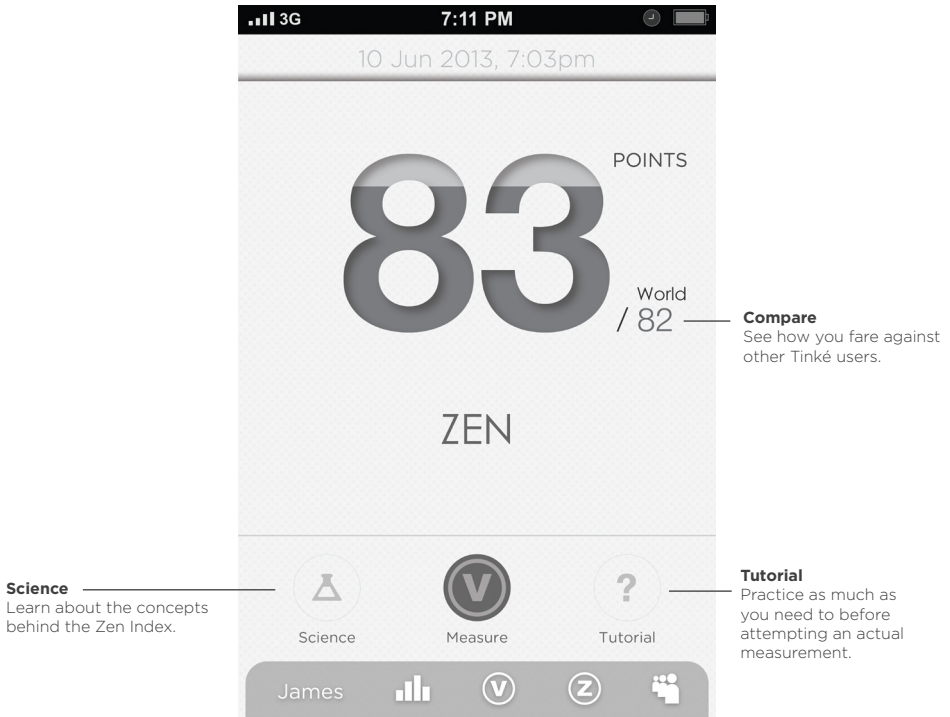 3G 7:11 PM
10 Jun 2013, 7:03pm
83 POINTS
World
/ 82
Compare
See how you fare against
other Tinké users.
ZEN
Science
Learn about the concepts
behind the Zen Index.
V
?
Science Measure Tutorial
Tutorial
Practice as much as
you need to before
attempting an actual
measurement.
James V Z